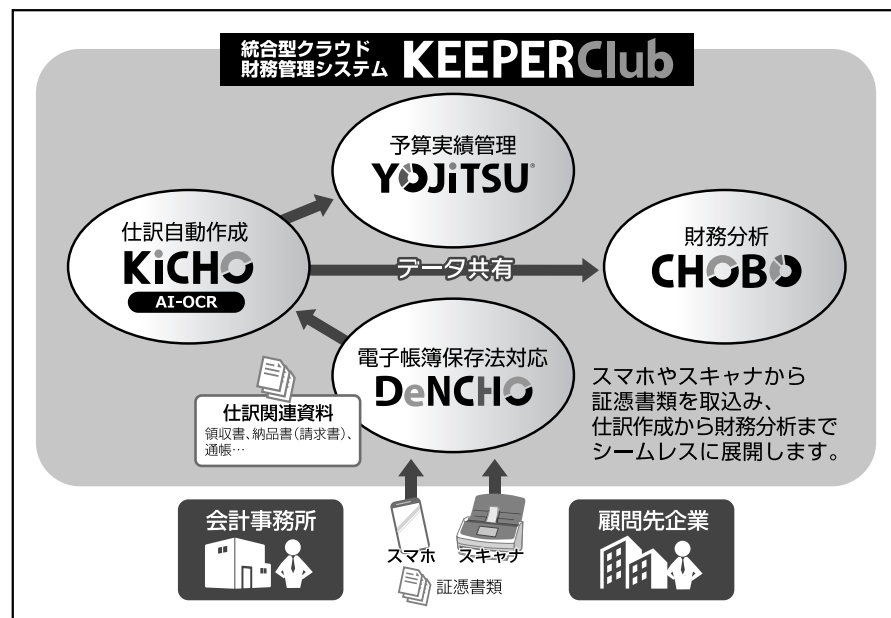 統合型クラウド
財務管理システム
KEEPERClub
予算実績管理
YOJiTSU®
仕訳自動作成
KiCHO
AI-OCR
データ共有
財務分析
CHOBO
電子帳簿保存法対応
DeNCHO
仕訳関連資料
領収書、納品書(請求書)、
通帳…
スマホやスキャナから
証憑書類を取込み、
仕訳作成から財務分析まで
シームレスに展開します。
会計事務所
スマホ
スキャナ
証憑書類
顧問先企業